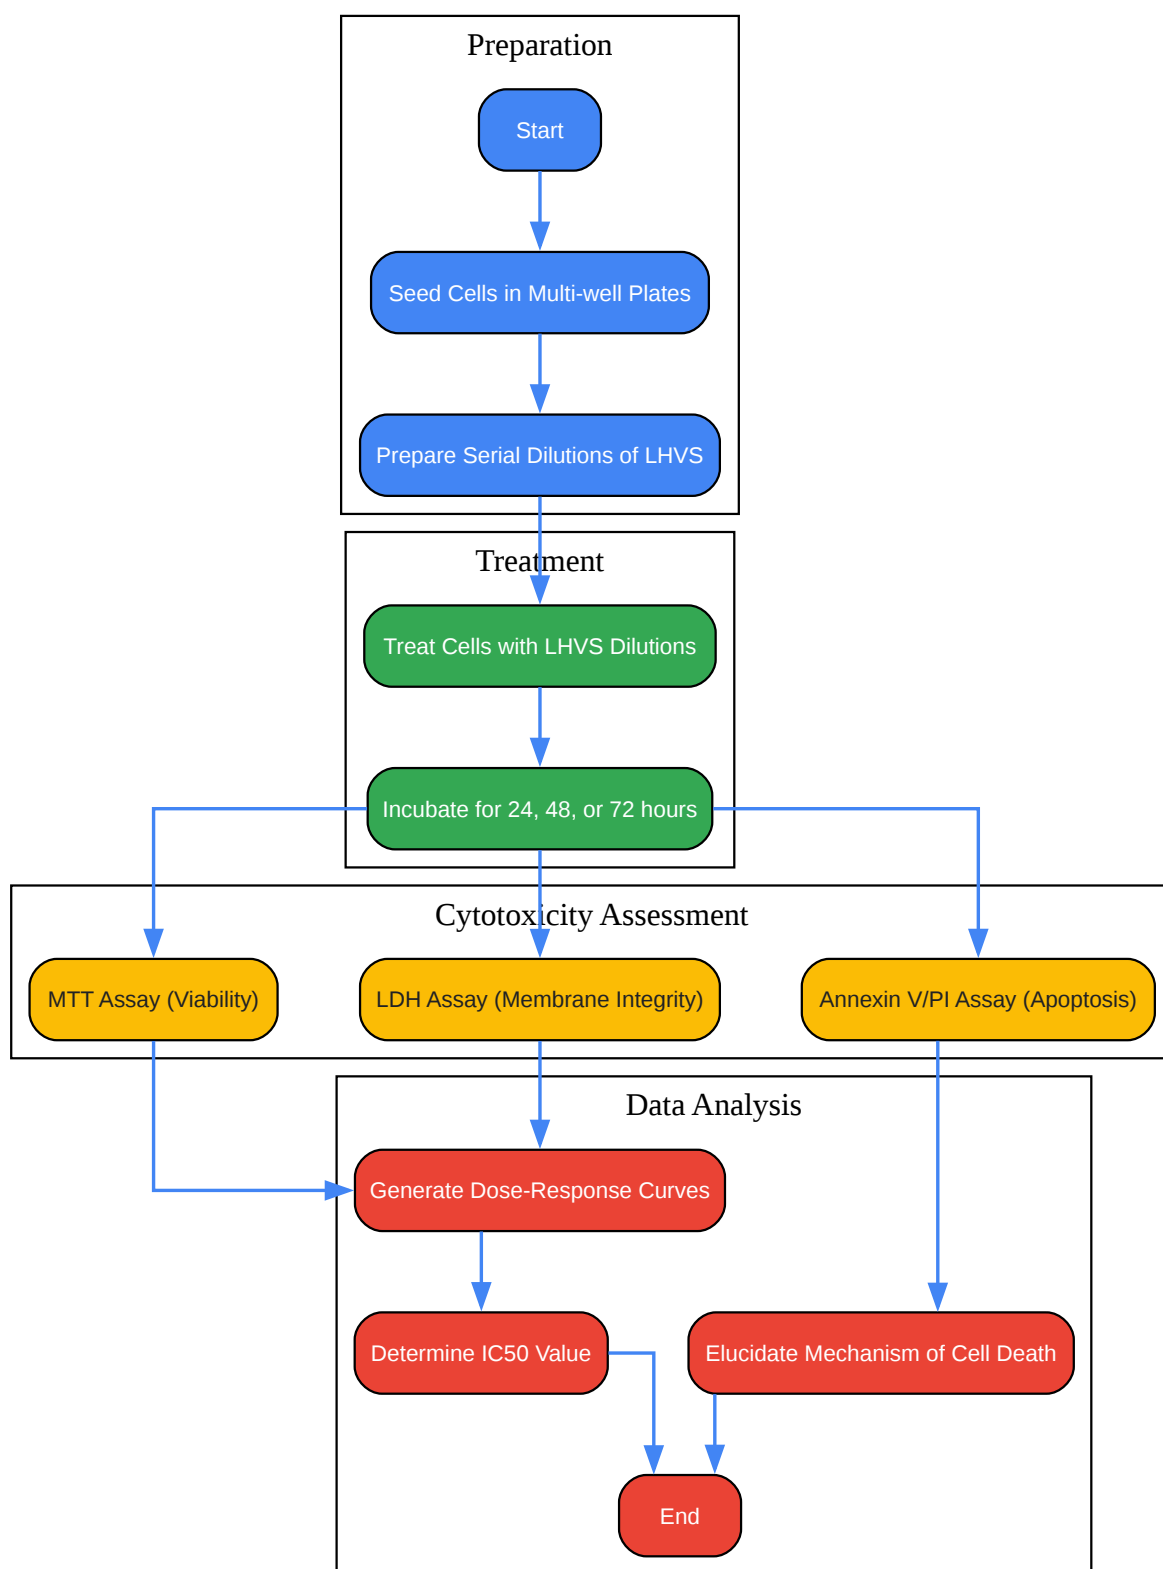 Preparation
Start
Seed Cells in Multi-well Plates
Prepare Serial Dilutions of LHVS
Treatment
Treat Cells with LHVS Dilutions
Incubate for 24, 48, or 72 hours
Cytotoxicity Assessment
MTT Assay (Viability)
LDH Assay (Membrane Integrity)
Annexin V/PI Assay (Apoptosis)
Data Analysis
Generate Dose-Response Curves
Determine IC50 Value
Elucidate Mechanism of Cell Death
End